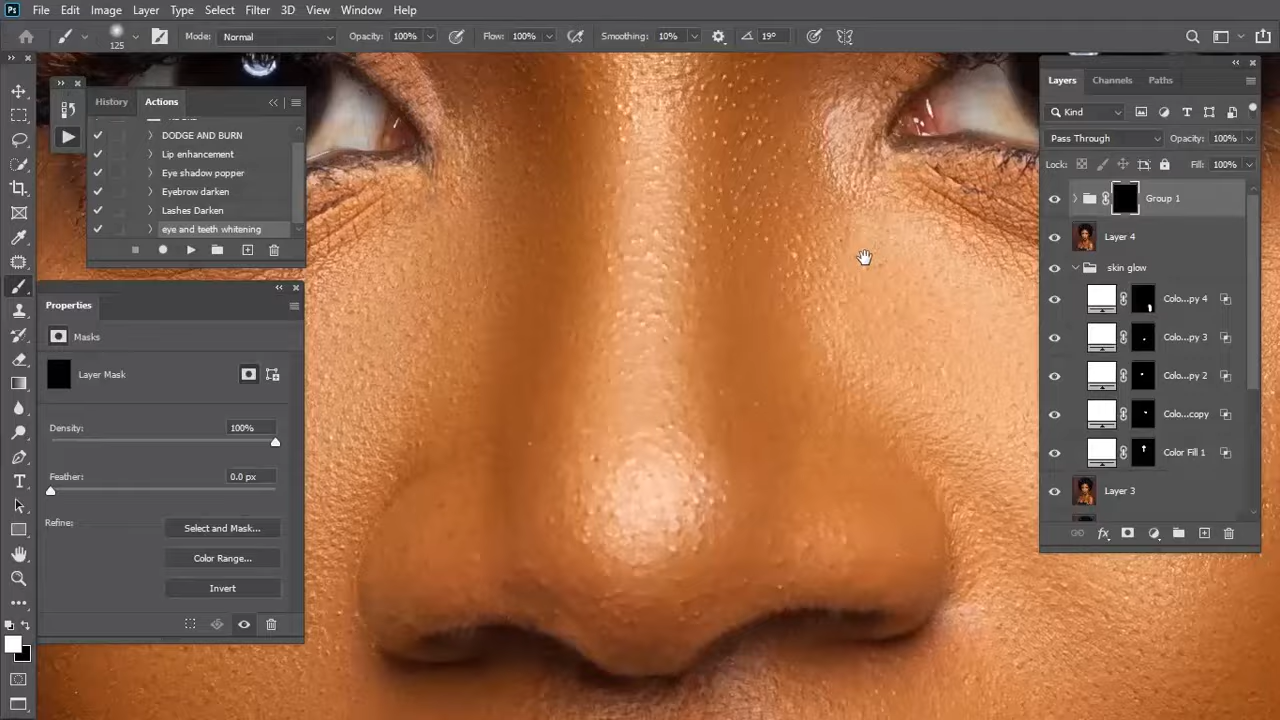 Ps File Edit Image Layer Type Select Filter 3D View Window Help
125 Mode: Normal Opacity: 100% Flow: 100% Smoothing: 10% 19°
History Actions
DODGE AND BURN
Lip enhancement
Eye shadow popper
Eyebrow darken
Lashes Darken
eye and teeth whitening
Properties
Masks
Layer Mask
Density: 100%
Feather: 0.0 px
Refine: Select and Mask...
Color Range...
Invert
Layers Channels Paths
Kind
Pass Through Opacity: 100%
Lock: Fill: 100%
Group 1
Layer 4
skin glow
Colo...py 4
Colo...py 3
Colo...py 2
Colo...copy
Color Fill 1
Layer 3
fx